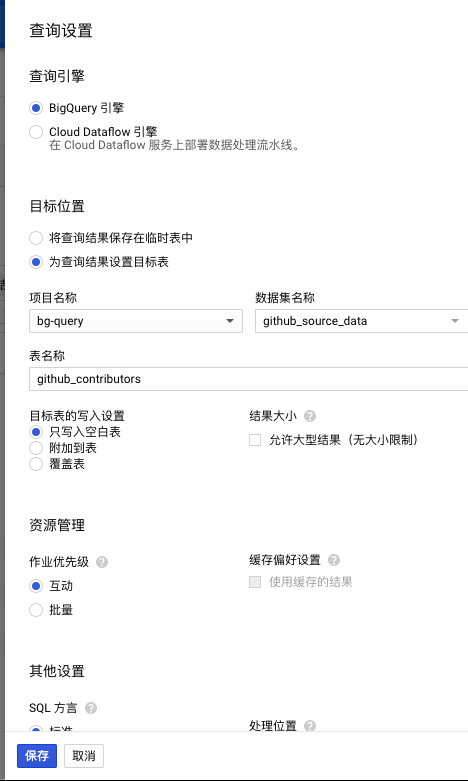 查询设置
查询引擎
BigQuery 引擎
Cloud Dataflow 引擎
在 Cloud Dataflow 服务上部署数据处理流水线。
目标位置
将查询结果保存在临时表中
为查询结果设置目标表
项目名称 数据集名称
bg-query github_source_data
表名称
github_contributors
目标表的写入设置 结果大小 ?
只写入空白表
附加到表 允许大型结果（无大小限制）
覆盖表
资源管理
作业优先级 ? 缓存偏好设置 ?
互动 使用缓存的结果
批量
其他设置
SQL 方言 ?
标准 处理位置 ?
保存 取消